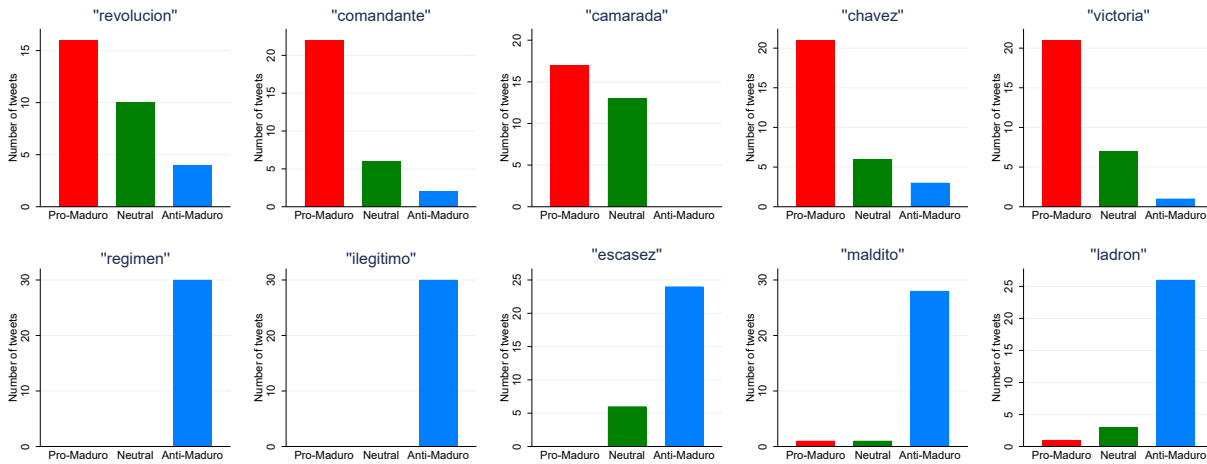 "revolucion"
Number of tweets
15
10
5
0
Pro-Maduro Neutral Anti-Maduro
"comandante"
Number of tweets
20
15
10
5
0
Pro-Maduro Neutral Anti-Maduro
"camarada"
Number of tweets
20
15
10
5
0
Pro-Maduro Neutral Anti-Maduro
"chavez"
Number of tweets
20
15
10
5
0
Pro-Maduro Neutral Anti-Maduro
"victoria"
Number of tweets
20
15
10
5
0
Pro-Maduro Neutral Anti-Maduro
"regimen"
Number of tweets
30
20
10
0
Pro-Maduro Neutral Anti-Maduro
"ilegitimo"
Number of tweets
30
20
10
0
Pro-Maduro Neutral Anti-Maduro
"escasez"
Number of tweets
25
20
15
10
5
0
Pro-Maduro Neutral Anti-Maduro
"maldito"
Number of tweets
30
20
10
0
Pro-Maduro Neutral Anti-Maduro
"ladron"
Number of tweets
25
20
15
10
5
0
Pro-Maduro Neutral Anti-Maduro